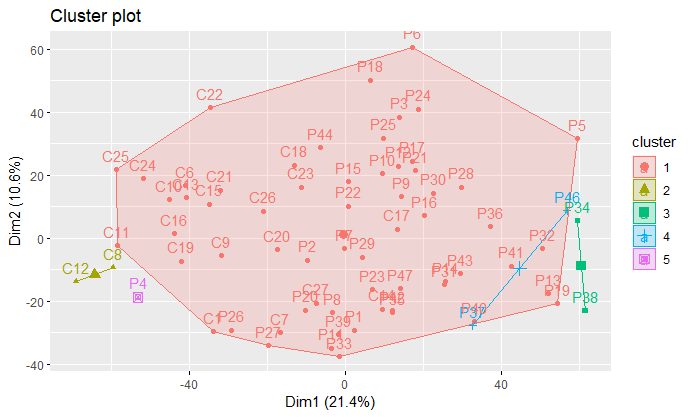 Cluster plot
P6
60
P18
P24
P3
C22
40
P25
P5
P44
P17
C18
P21
C25
P10
C24
C6
P15
20
C21
C23
P28
C10
C15
P30
P9
P46
C26
P22
P34
P16
C16
C17
P36
C11
C20
P32
0
C19
C9
P2
P29
C8
P43
P41
C12
P31
P4
P23
P47
P13
-20
C27
P19
P20
P8
P37
P26
C7
P39
P1
P27
P33
-40
-40
0
40
Dim1 (21.4%)
Dim2 (10.6%)
cluster
1
2
3
4
5